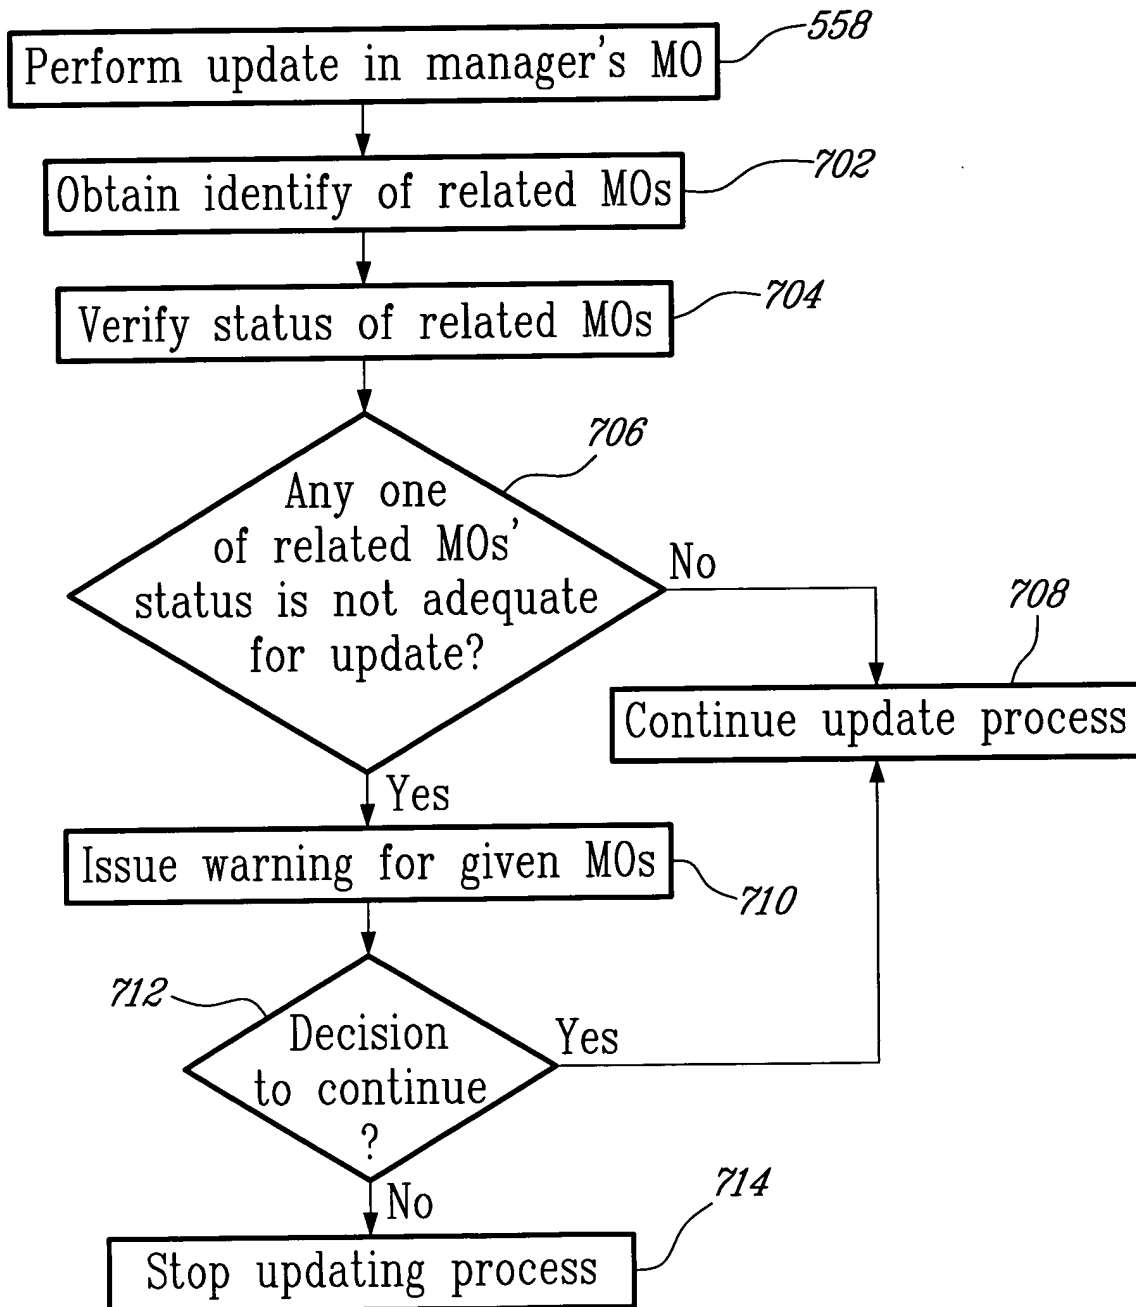 558
Perform update in manager's MO
702
Obtain identify of related MOs
704
Verify status of related MOs
706
Any one
of related MOs'
status is not adequate
for update?
No
708
Continue update process
Yes
Issue warning for given MOs
710
712
Decision
to continue
?
Yes
No
714
Stop updating process